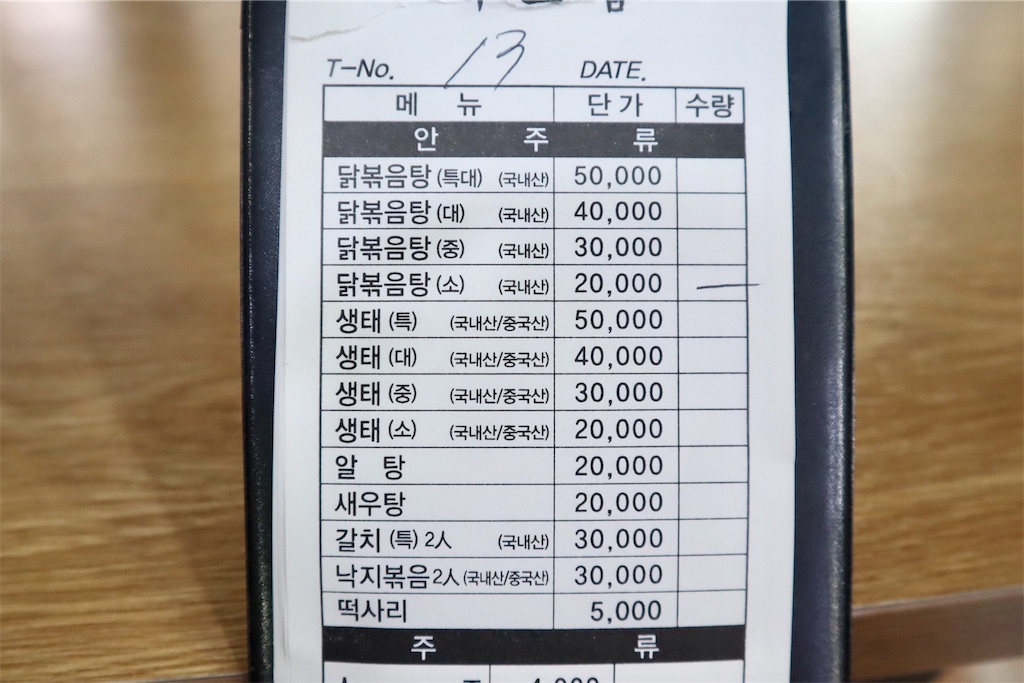 T-No. 13 DATE.
메 뉴 단 가 수량
안 주 류
닭볶음탕 (특대) (국내산) 50,000
닭볶음탕 (대) (국내산) 40,000
닭볶음탕 (중) (국내산) 30,000
닭볶음탕 (소) (국내산) 20,000 —
생태 (특) (국내산/중국산) 50,000
생태 (대) (국내산/중국산) 40,000
생태 (중) (국내산/중국산) 30,000
생태 (소) (국내산/중국산) 20,000
알 탕 20,000
새우탕 20,000
갈치 (특) 2人 (국내산) 30,000
낙지볶음 2人 (국내산/중국산) 30,000
떡사리 5,000
주 류